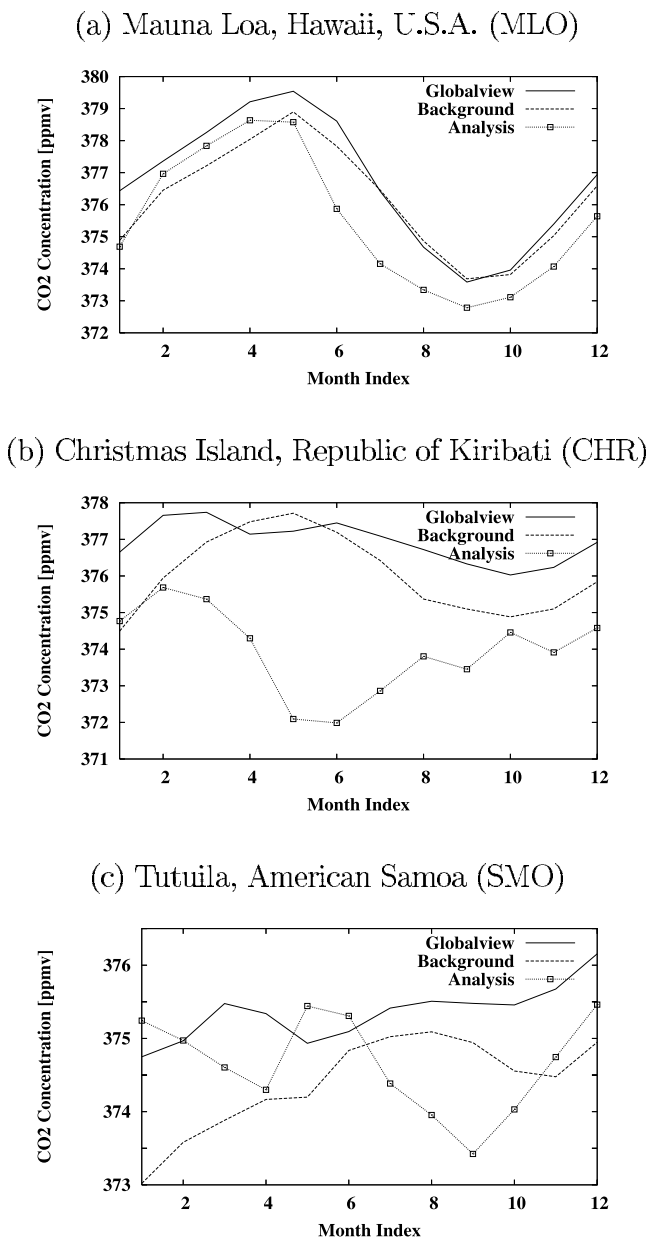 (a) Mauna Loa, Hawaii, U.S.A. (MLO)
380
379
378
377
376
375
374
373
372
CO2 Concentration [ppmv]
Globalview
Background
Analysis
2 4 6 8 10 12
Month Index
(b) Christmas Island, Republic of Kiribati (CHR)
378
377
376
375
374
373
372
371
CO2 Concentration [ppmv]
Globalview
Background
Analysis
2 4 6 8 10 12
Month Index
(c) Tutuila, American Samoa (SMO)
376
375
374
373
CO2 Concentration [ppmv]
Globalview
Background
Analysis
2 4 6 8 10 12
Month Index